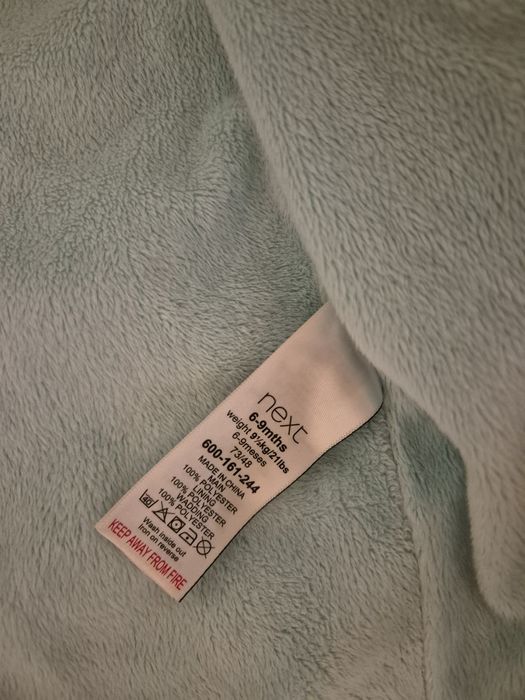 next
6-9mths
weight 9½kg/21lbs
6-9meses
73/48
600-161-244
MADE IN CHINA
MAIN
100% POLYESTER
LINING
100% POLYESTER
WADDING
100% POLYESTER
Wash inside out
Iron on reverse
KEEP AWAY FROM FIRE